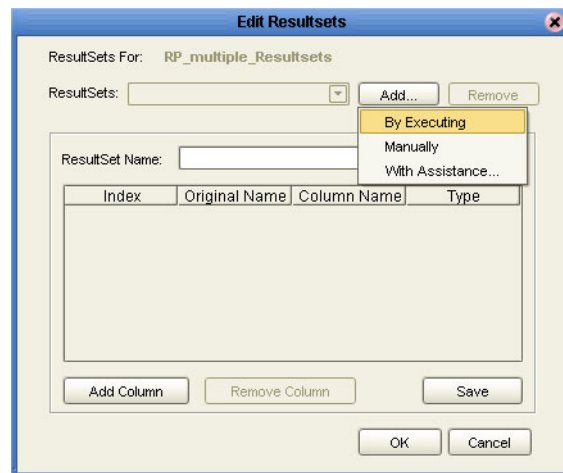 Edit Resultsets
ResultSets For: RP_multiple_Resultsets
ResultSets: Add... Remove
By Executing
Manually
With Assistance...
ResultSet Name:
Index Original Name Column Name Type
Add Column Remove Column Save
OK Cancel